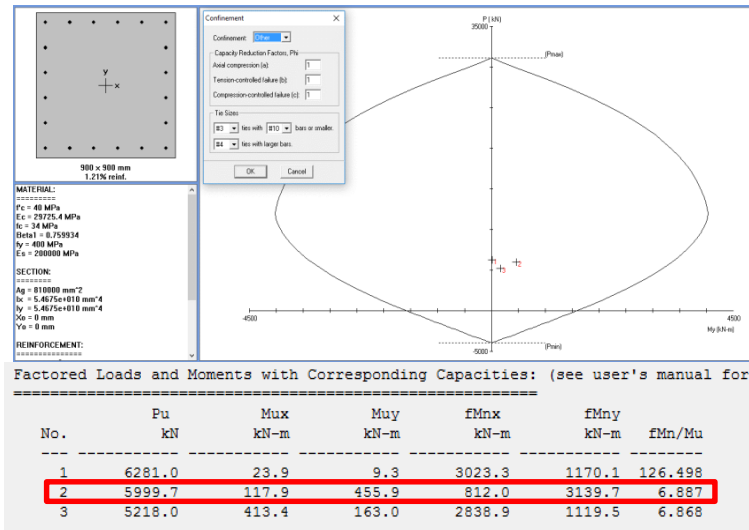 y
x
900 x 900 mm
1.21% reinf.
MATERIAL:
=========
f'c = 40 MPa
Ec = 29725.4 MPa
fc = 34 MPa
Beta1 = 0.759934
fy = 400 MPa
Es = 200000 MPa
SECTION:
========
Ag = 810000 mm^2
Ix = 5.4675e+010 mm^4
Iy = 5.4675e+010 mm^4
Xo = 0 mm
Yo = 0 mm
REINFORCEMENT:
Confinement
Confinement: Other
Capacity Reduction Factors, Phi
Axial compression (a): 1
Tension-controlled failure (b): 1
Compression-controlled failure (c): 1
Tie Sizes
#3 ties with #10 bars or smaller.
#4 ties with larger bars.
OK Cancel
P (kN)
35000
(Pmax)
1
2
3
-4500
4500
My (kN-m)
(Pmin)
-5000
Factored Loads and Moments with Corresponding Capacities: (see user's manual for
Pu Mux Muy fMnx fMny
No. kN kN-m kN-m kN-m kN-m fMn/Mu
1 6281.0 23.9 9.3 3023.3 1170.1 126.498
2 5999.7 117.9 455.9 812.0 3139.7 6.887
3 5218.0 413.4 163.0 2838.9 1119.5 6.868